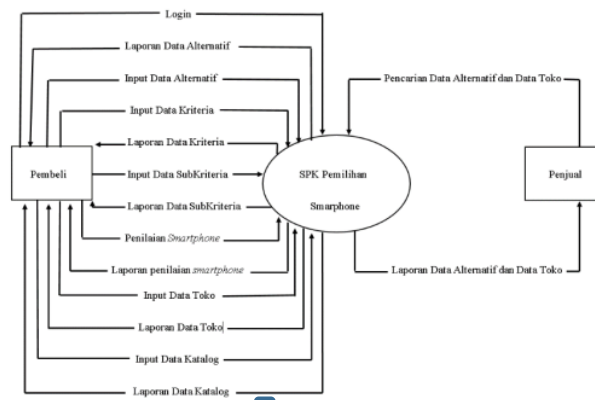 Login
Laporan Data Alternatif
Input Data Alternatif
Pencarian Data Alternatif dan Data Toko
Input Data Kriteria
Laporan Data Kriteria
Pembeli
Input Data SubKriteria
SPK Pemilihan
Smarphone
Penjual
Laporan Data SubKriteria
Penilaian Smartphone
Laporan penilaian smartphone
Laporan Data Alternatif dan Data Toko
Input Data Toko
Laporan Data Toko
Input Data Katalog
Laporan Data Katalog